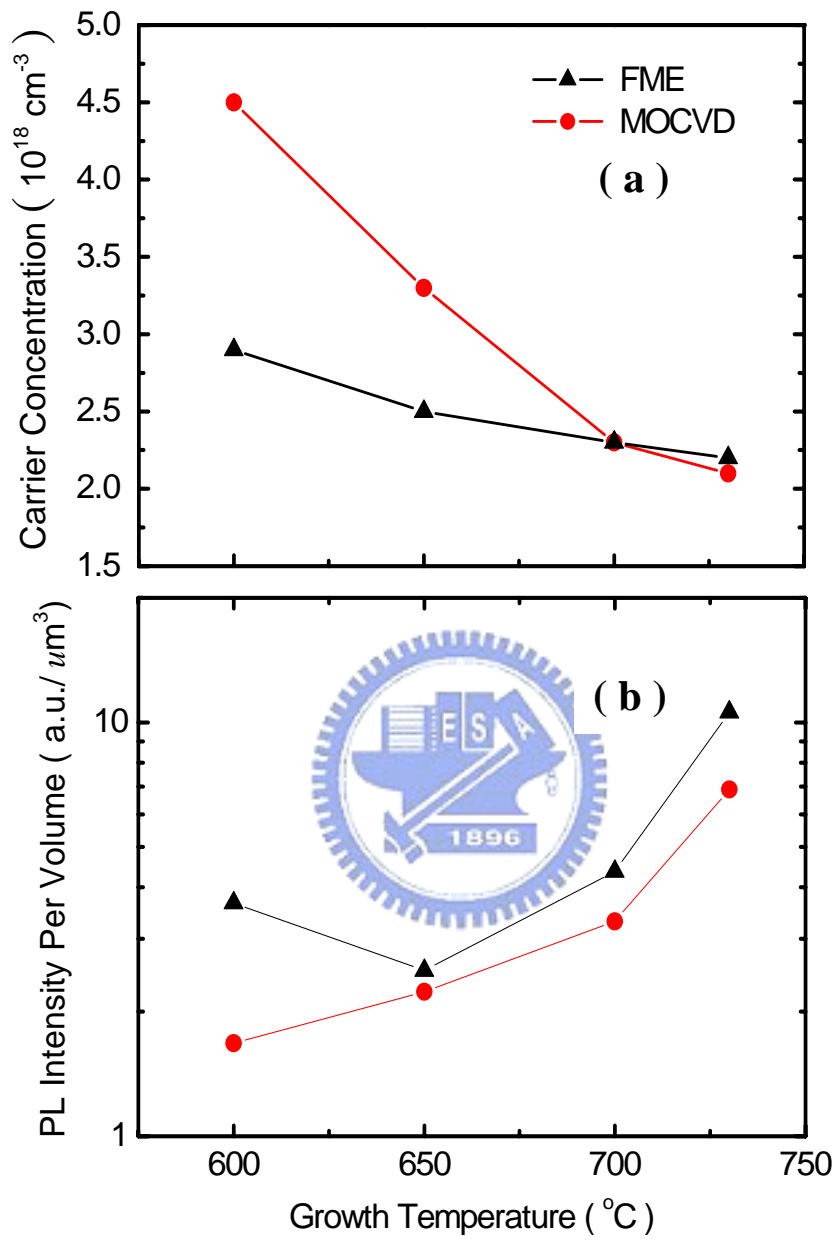 Carrier Concentration ( 10¹⁸ cm⁻³ )
5.0
4.5
4.0
3.5
3.0
2.5
2.0
1.5
FME
MOCVD
( a )
PL Intensity Per Volume ( a.u./ um³ )
10
1
( b )
E S A
1896
600 650 700 750
Growth Temperature ( °C )